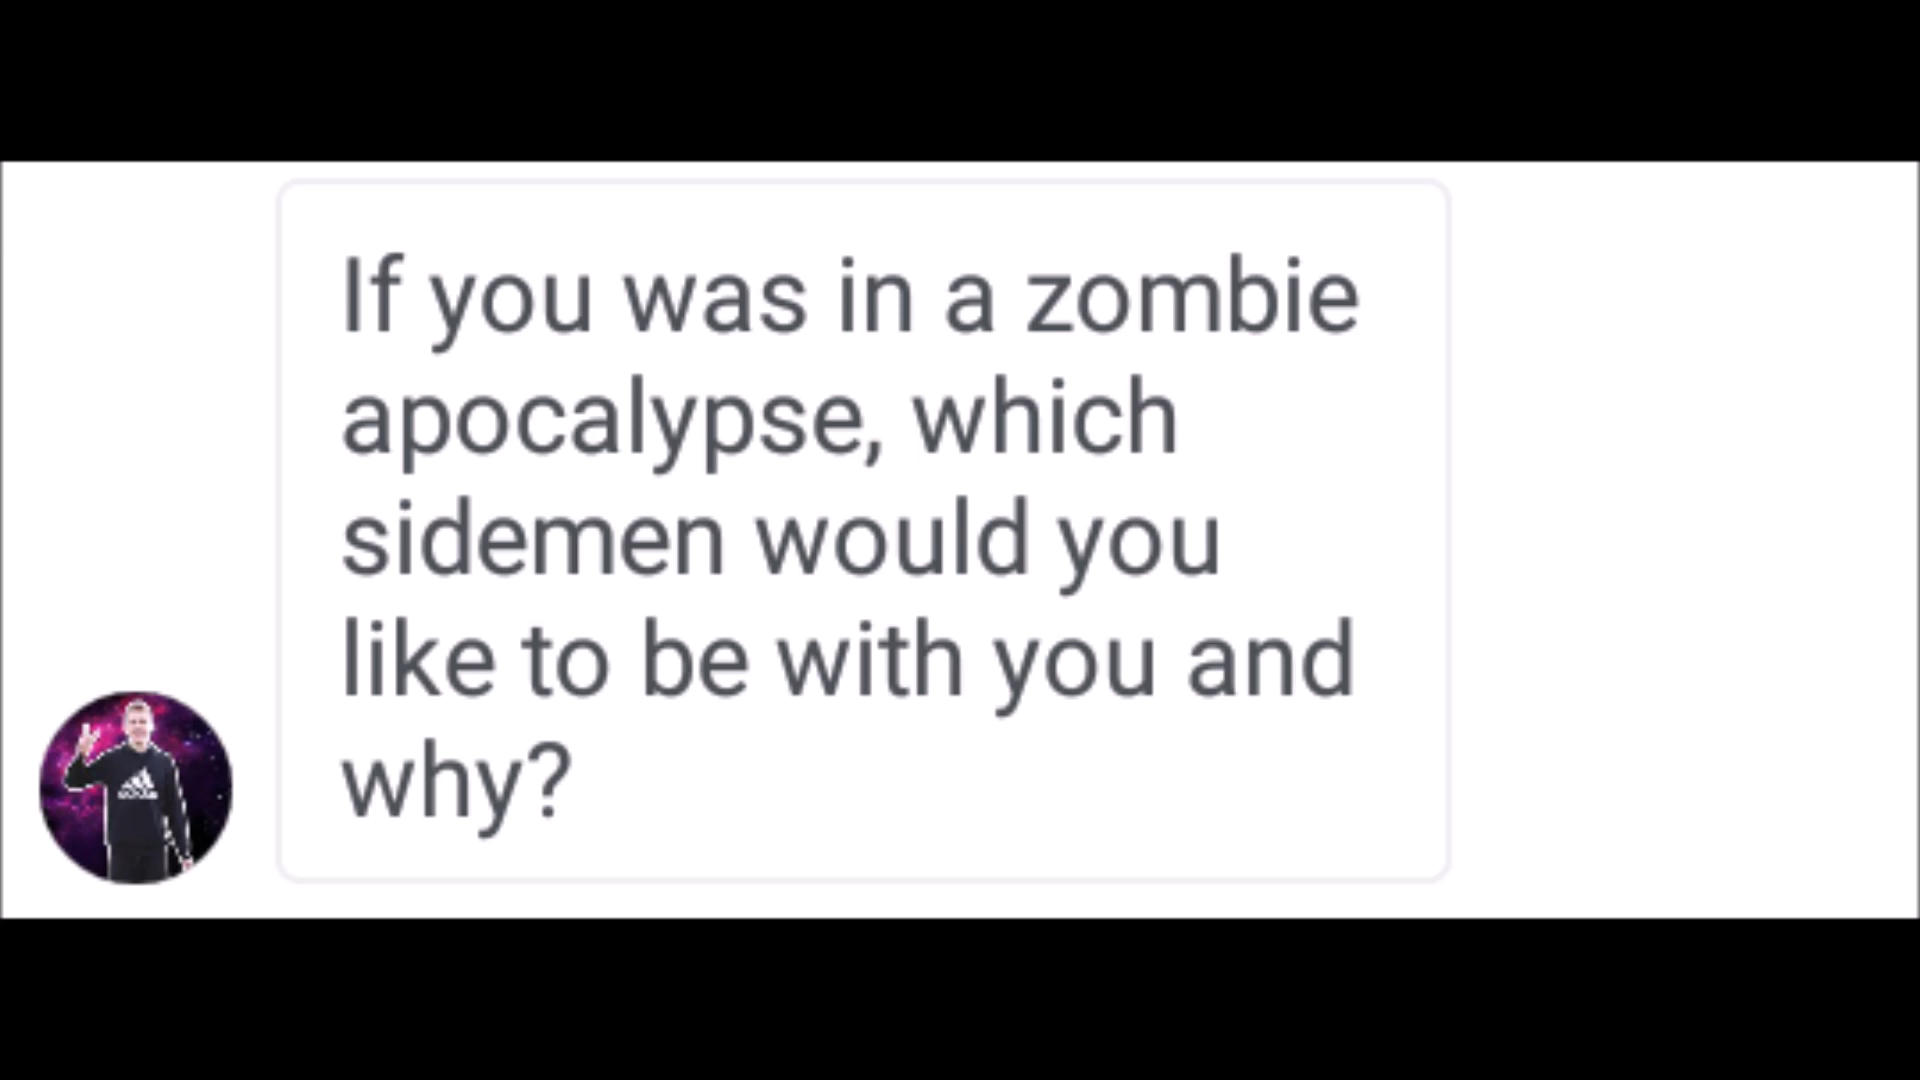 If you was in a zombie
apocalypse, which
sidemen would you
like to be with you and
why?